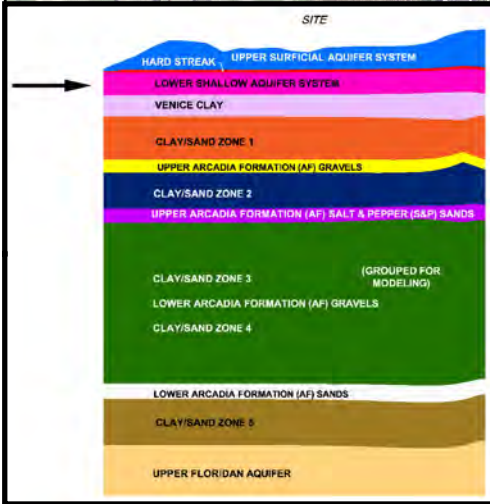 SITE
HARD STREAK
UPPER SURFICIAL AQUIFER SYSTEM
LOWER SHALLOW AQUIFER SYSTEM
VENICE CLAY
CLAY/SAND ZONE 1
UPPER ARCADIA FORMATION (AF) GRAVELS
CLAY/SAND ZONE 2
UPPER ARCADIA FORMATION (AF) SALT & PEPPER (S&P) SANDS
CLAY/SAND ZONE 3
(GROUPED FOR
MODELING)
LOWER ARCADIA FORMATION (AF) GRAVELS
CLAY/SAND ZONE 4
LOWER ARCADIA FORMATION (AF) SANDS
CLAY/SAND ZONE 5
UPPER FLORIDAN AQUIFER